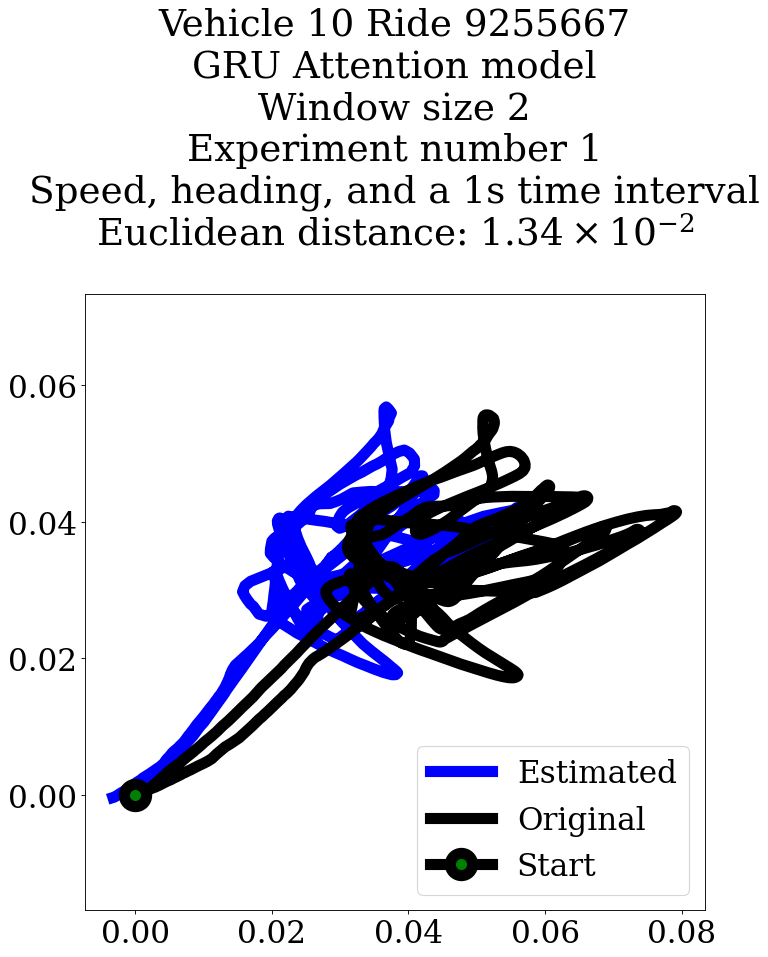 Vehicle 10 Ride 9255667
GRU Attention model
Window size 2
Experiment number 1
Speed, heading, and a 1s time interval
Euclidean distance: 1.34 × 10⁻²
0.06
0.04
0.02
0.00
Estimated
Original
Start
0.00 0.02 0.04 0.06 0.08